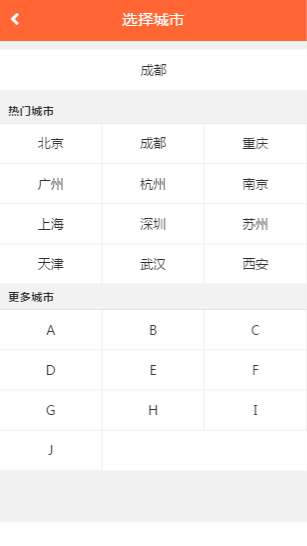 选择城市
成都
热门城市
北京 成都 重庆
广州 杭州 南京
上海 深圳 苏州
天津 武汉 西安
更多城市
A B C
D E F
G H I
J